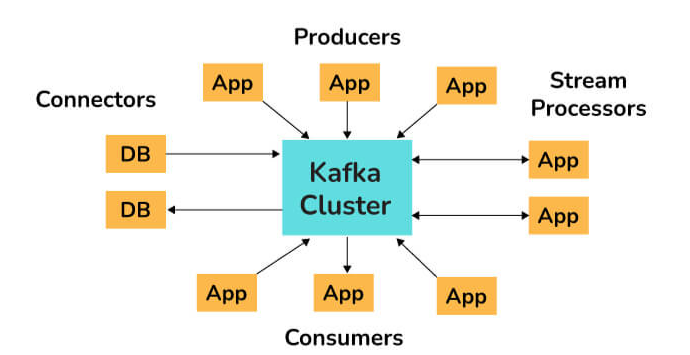 Producers
App
App
App
Stream
Processors
Connectors
DB
Kafka
Cluster
App
DB
App
App
App
App
Consumers